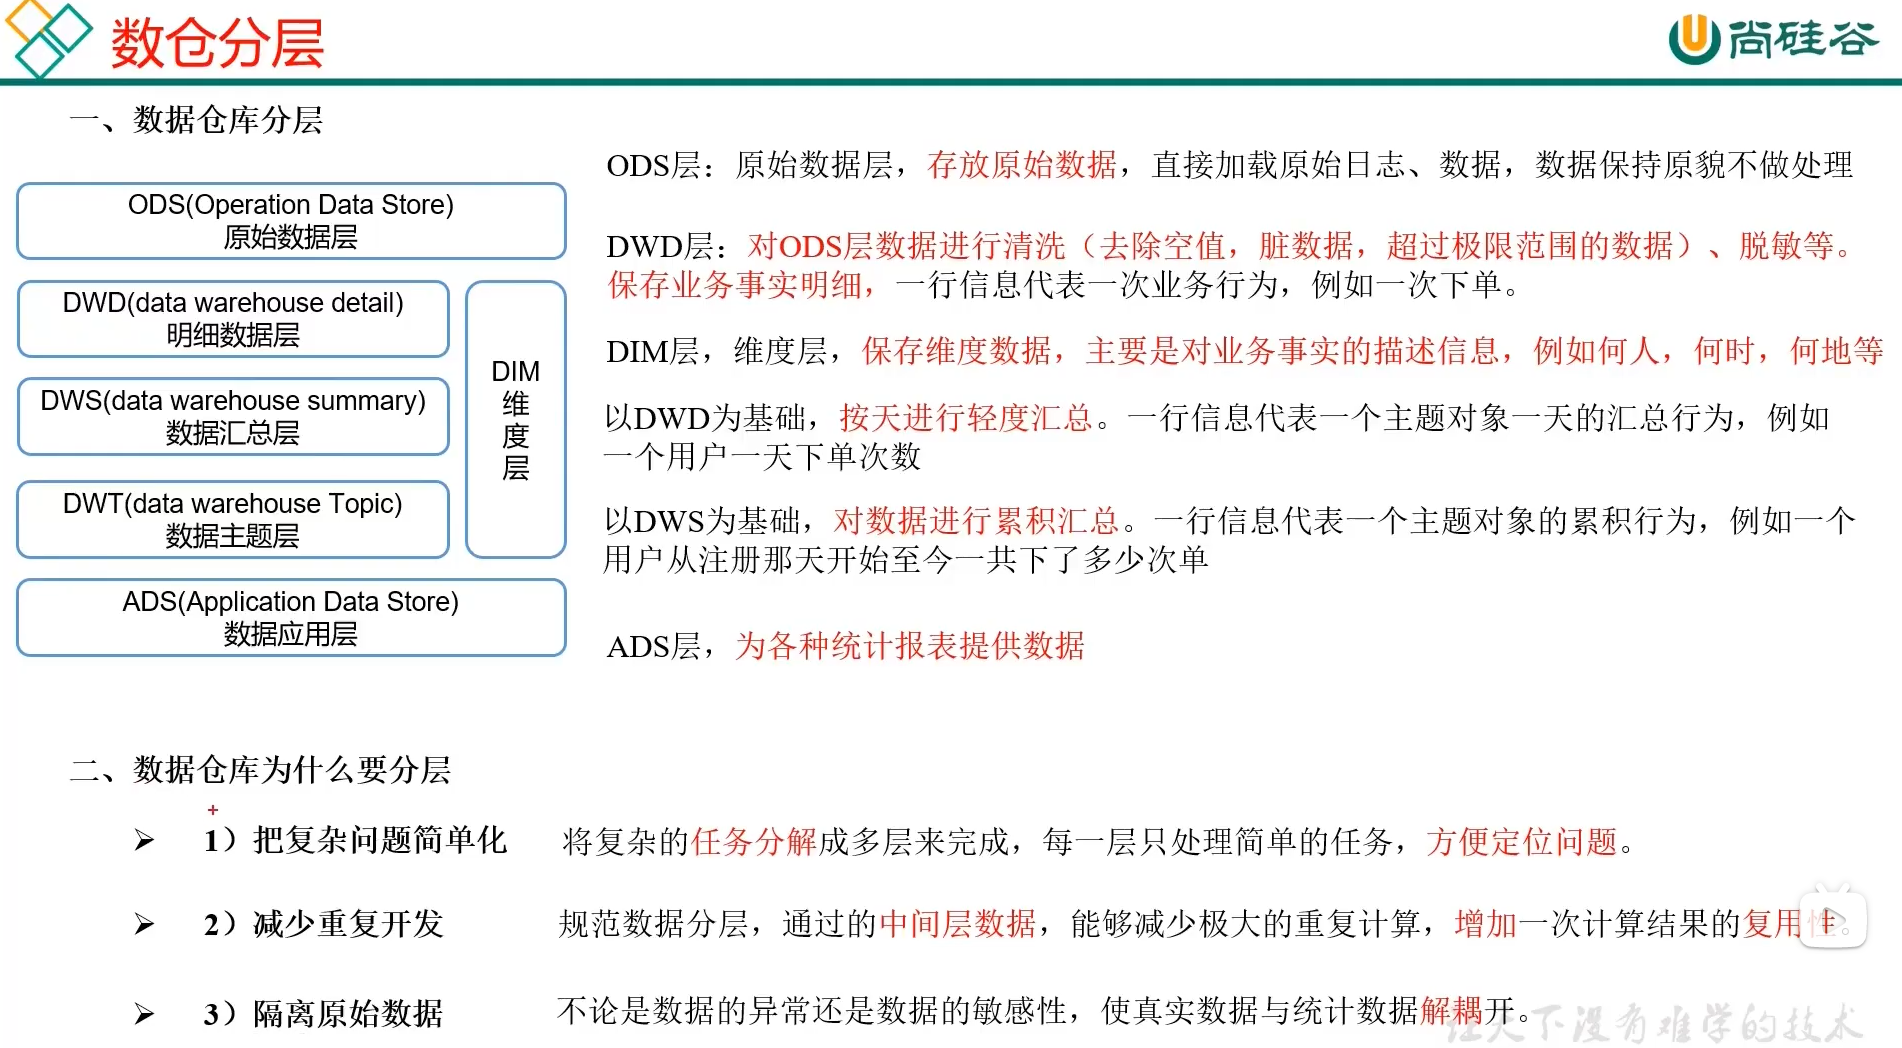 数仓分层
尚硅谷
一、数据仓库分层
ODS(Operation Data Store)
原始数据层
DWD(data warehouse detail)
明细数据层
DWS(data warehouse summary)
数据汇总层
DWT(data warehouse Topic)
数据主题层
DIM
维
度
层
ADS(Application Data Store)
数据应用层
ODS层：原始数据层，存放原始数据，直接加载原始日志、数据，数据保持原貌不做处理
DWD层：对ODS层数据进行清洗（去除空值，脏数据，超过极限范围的数据）、脱敏等。
保存业务事实明细，一行信息代表一次业务行为，例如一次下单。
DIM层，维度层，保存维度数据，主要是对业务事实的描述信息，例如何人，何时，何地等
以DWD为基础，按天进行轻度汇总。一行信息代表一个主题对象一天的汇总行为，例如
一个用户一天下单次数
以DWS为基础，对数据进行累积汇总。一行信息代表一个主题对象的累积行为，例如一个
用户从注册那天开始至今一共下了多少次单
ADS层，为各种统计报表提供数据
二、数据仓库为什么要分层
1）把复杂问题简单化 将复杂的任务分解成多层来完成，每一层只处理简单的任务，方便定位问题。
2）减少重复开发 规范数据分层，通过的中间层数据，能够减少极大的重复计算，增加一次计算结果的复用性。
3）隔离原始数据 不论是数据的异常还是数据的敏感性，使真实数据与统计数据解耦开。
让天下没有难学的技术